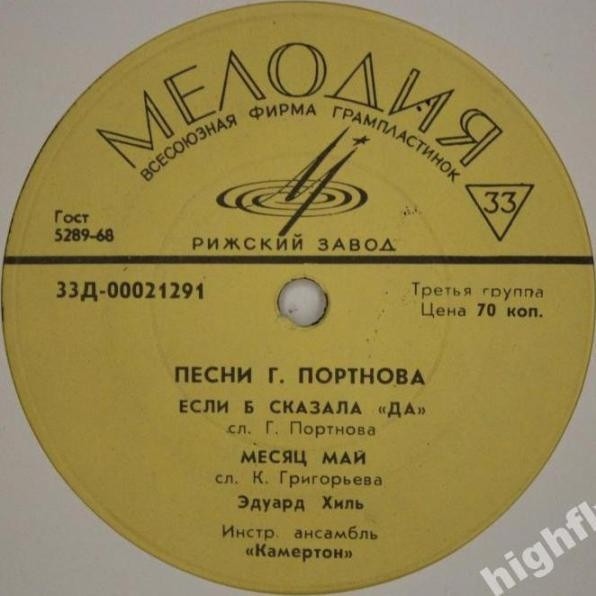 МЕЛОДИЯ
ВСЕСОЮЗНАЯ ФИРМА ГРАМПЛАСТИНОК
33
Гост
5289-68
РИЖСКИЙ ЗАВОД
33Д-00021291
Третья группа
Цена 70 коп.
ПЕСНИ Г. ПОРТНОВА
ЕСЛИ Б СКАЗАЛА «ДА»
сл. Г. Портнова
МЕСЯЦ МАЙ
сл. К. Григорьева
Эдуард Хиль
Инстр. ансамбль
«Камертон»